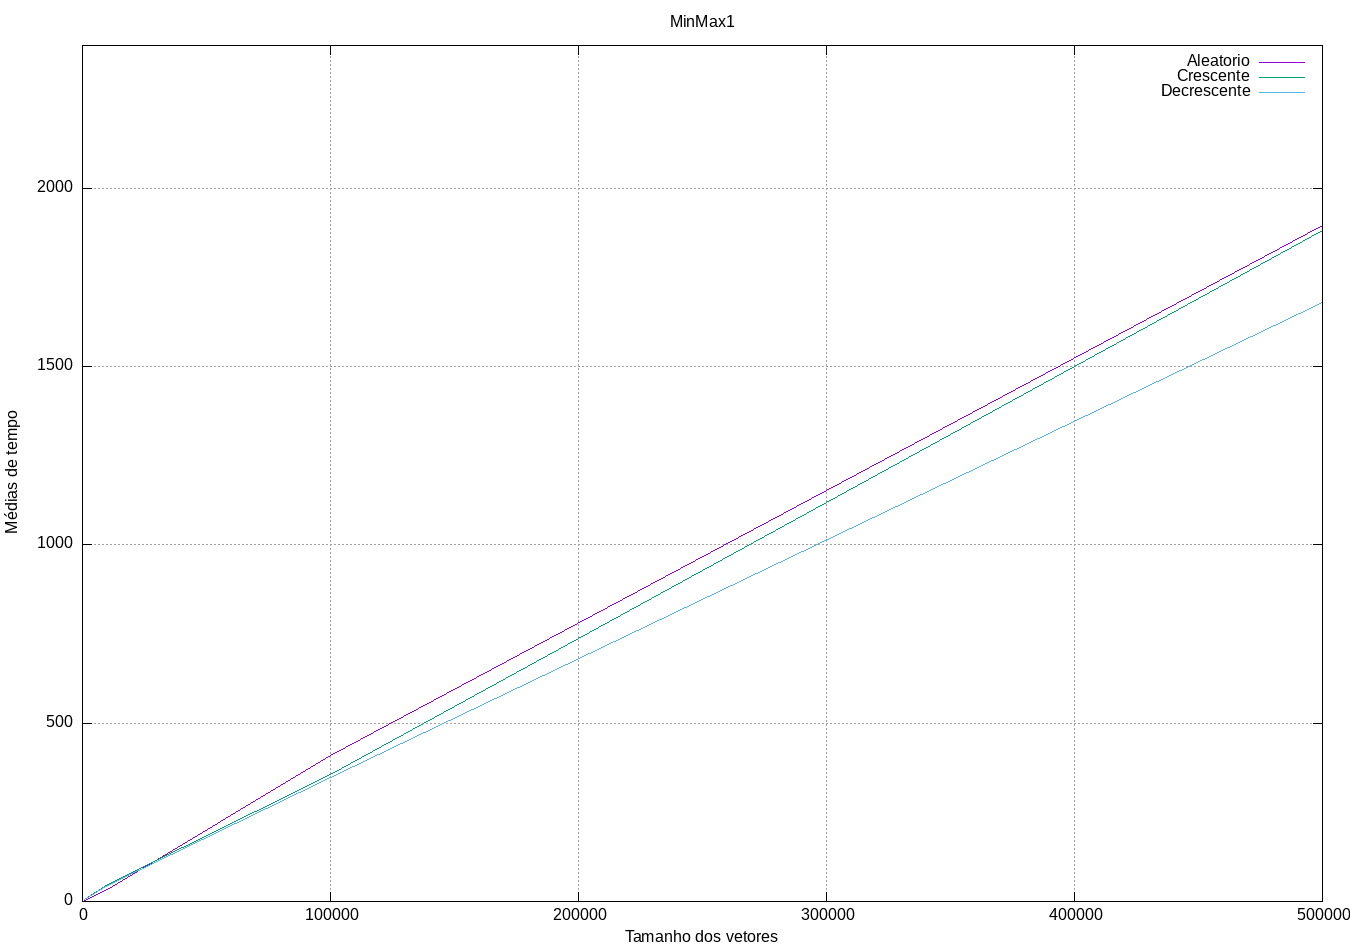 MinMax1
Aleatorio
Crescente
Decrescente
2000
1500
1000
500
0
Médias de tempo
0 100000 200000 300000 400000 500000
Tamanho dos vetores